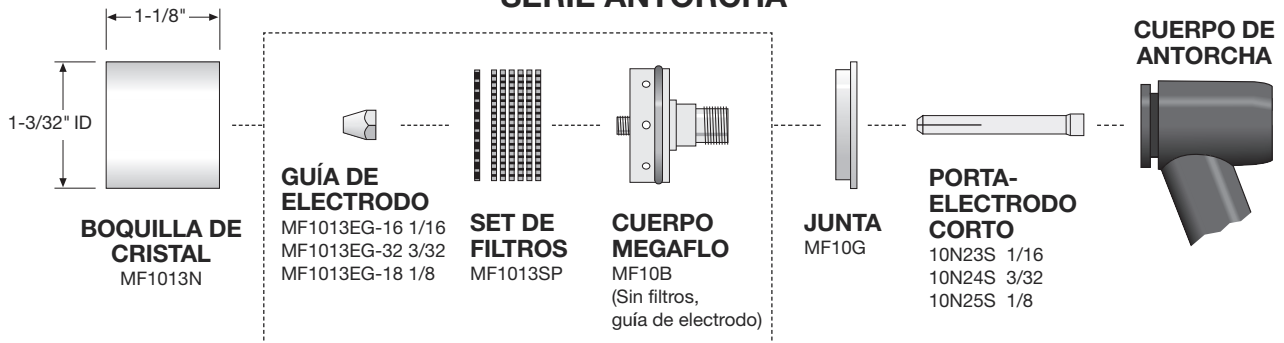 SERIE ANTORCHA
1-1/8"
1-3/32" ID
BOQUILLA DE
CRISTAL
MF1013N
GUÍA DE
ELECTRODO
MF1013EG-16 1/16
MF1013EG-32 3/32
MF1013EG-18 1/8
SET DE
FILTROS
MF1013SP
CUERPO
MEGAFLO
MF10B
(Sin filtros,
guía de electrodo)
JUNTA
MF10G
PORTA-
ELECTRODO
CORTO
10N23S 1/16
10N24S 3/32
10N25S 1/8
CUERPO DE
ANTORCHA